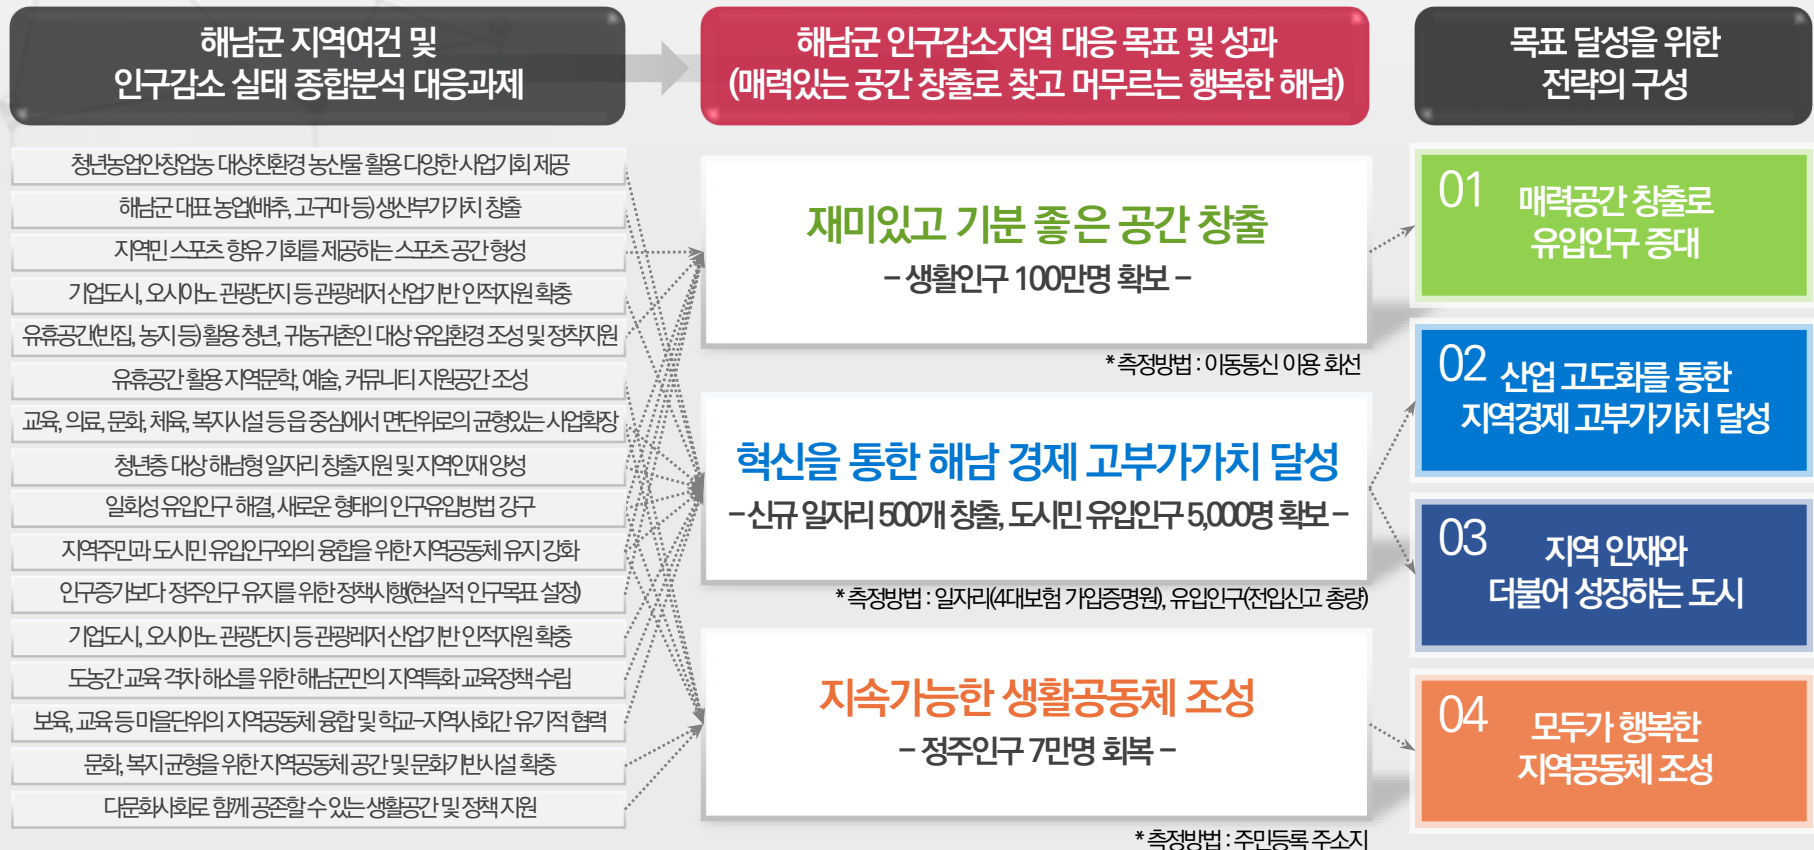 해남군 지역여건 및
인구감소 실태 종합분석 대응과제
해남군 인구감소지역 대응 목표 및 성과
(매력있는 공간 창출로 찾고 머무르는 행복한 해남)
목표 달성을 위한
전략의 구성
청년농업인·창업농 대상친환경 농산물 활용 다양한 사업기회 제공
해남군 대표 농업(배추, 고구마 등) 생산부가가치 창출
지역민 스포츠 향유 기회를 제공하는 스포츠 공간 형성
기업도시, 오시아노 관광단지 등 관광레저 산업기반 인적자원 확충
유휴공간(빈집, 농지 등) 활용 청년, 귀농귀촌인 대상 유입환경 조성 및 정착지원
유휴공간 활용 지역문학, 예술, 커뮤니티 지원공간 조성
교육, 의료, 문화, 체육, 복지시설 등 읍 중심에서 면단위로의 균형있는 사업확장
청년층 대상 해남형 일자리 창출지원 및 지역인재 양성
일회성 유입인구 해결, 새로운 형태의 인구유입방법 강구
지역주민과 도시민 유입인구와의 융합을 위한 지역공동체 유지 강화
인구증가보다 정주인구 유지를 위한 정책시행(현실적 인구목표 설정)
기업도시, 오시아노 관광단지 등 관광레저 산업기반 인적자원 확충
도농간 교육 격차 해소를 위한 해남군만의 지역특화 교육정책 수립
보육, 교육 등 마을단위의 지역공동체 융합 및 학교-지역사회간 유기적 협력
문화, 복지 균형을 위한 지역공동체 공간 및 문화기반시설 확충
다문화사회로 함께 공존할 수 있는 생활공간 및 정책 지원
재미있고 기분 좋은 공간 창출
- 생활인구 100만명 확보 -
* 측정방법 : 이동통신 이용 회선
혁신을 통한 해남 경제 고부가가치 달성
- 신규 일자리 500개 창출, 도시민 유입인구 5,000명 확보 -
* 측정방법 : 일자리(4대보험 가입증명원), 유입인구(전입신고 총량)
지속가능한 생활공동체 조성
- 정주인구 7만명 회복 -
* 측정방법 : 주민등록 주소지
01 매력공간 창출로
유입인구 증대
02 산업 고도화를 통한
지역경제 고부가가치 달성
03 지역 인재와
더불어 성장하는 도시
04 모두가 행복한
지역공동체 조성